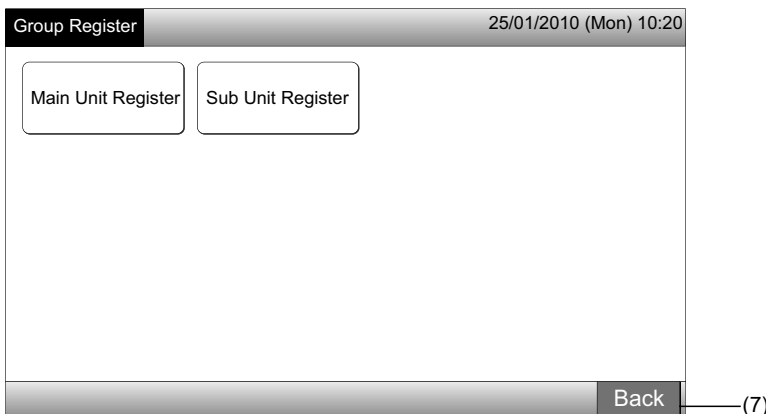 Group Register 25/01/2010 (Mon) 10:20
Main Unit Register Sub Unit Register
Back (7)